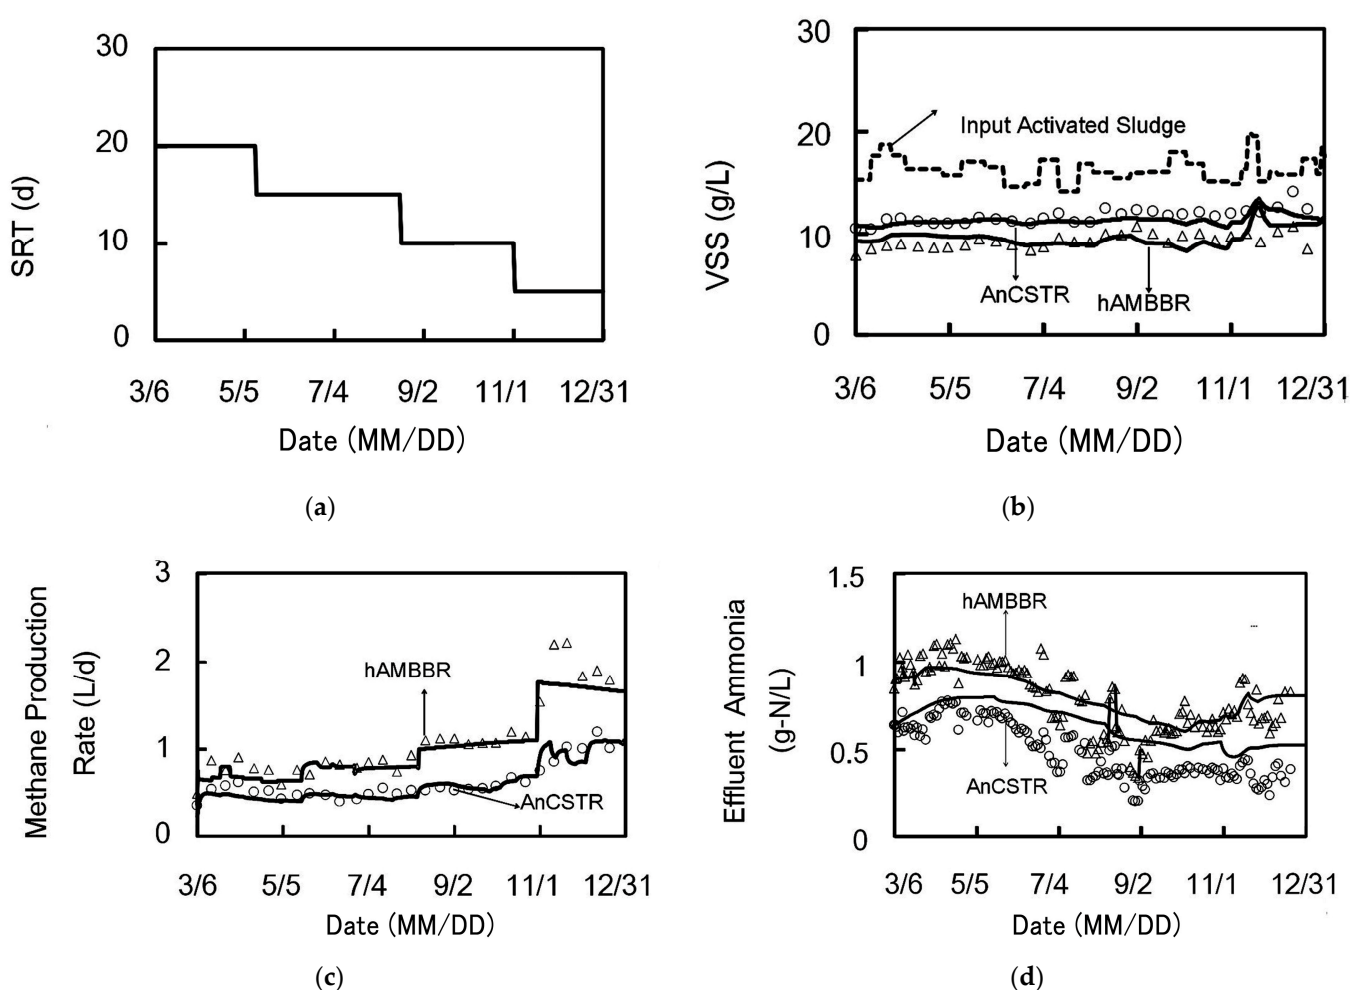 30
20
10
0
SRT (d)
3/6 5/5 7/4 9/2 11/1 12/31
Date (MM/DD)
(a)
30
20
10
0
VSS (g/L)
Input Activated Sludge
AnCSTR
hAMBBR
3/6 5/5 7/4 9/2 11/1 12/31
Date (MM/DD)
(b)
3
2
1
0
Methane Production
Rate (L/d)
hAMBBR
AnCSTR
3/6 5/5 7/4 9/2 11/1 12/31
Date (MM/DD)
(c)
1.5
1
0.5
0
Effluent Ammonia
(g-N/L)
hAMBBR
AnCSTR
3/6 5/5 7/4 9/2 11/1 12/31
Date (MM/DD)
(d)